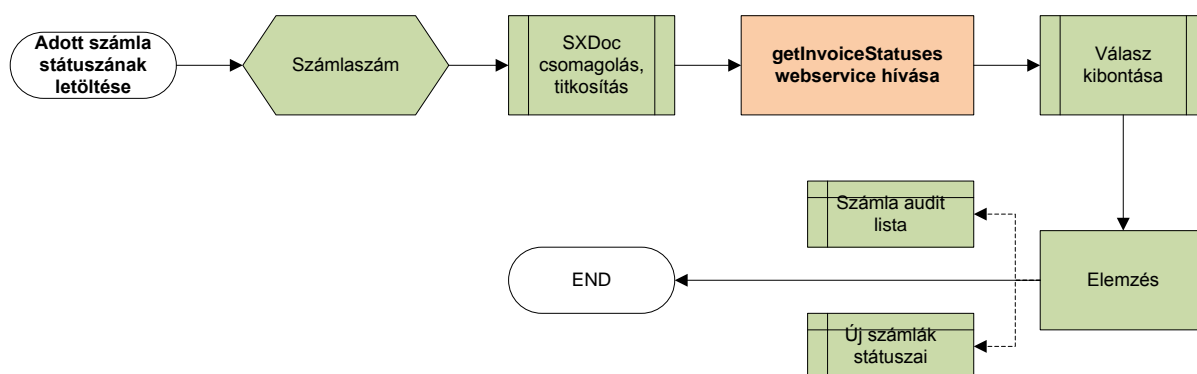 Adott számla
státuszának
letöltése
Számlaszám
SXDoc
csomagolás,
titkosítás
getInvoiceStatuses
webservice hívása
Válasz
kibontása
Számla audit
lista
END
Elemzés
Új számlák
státuszai